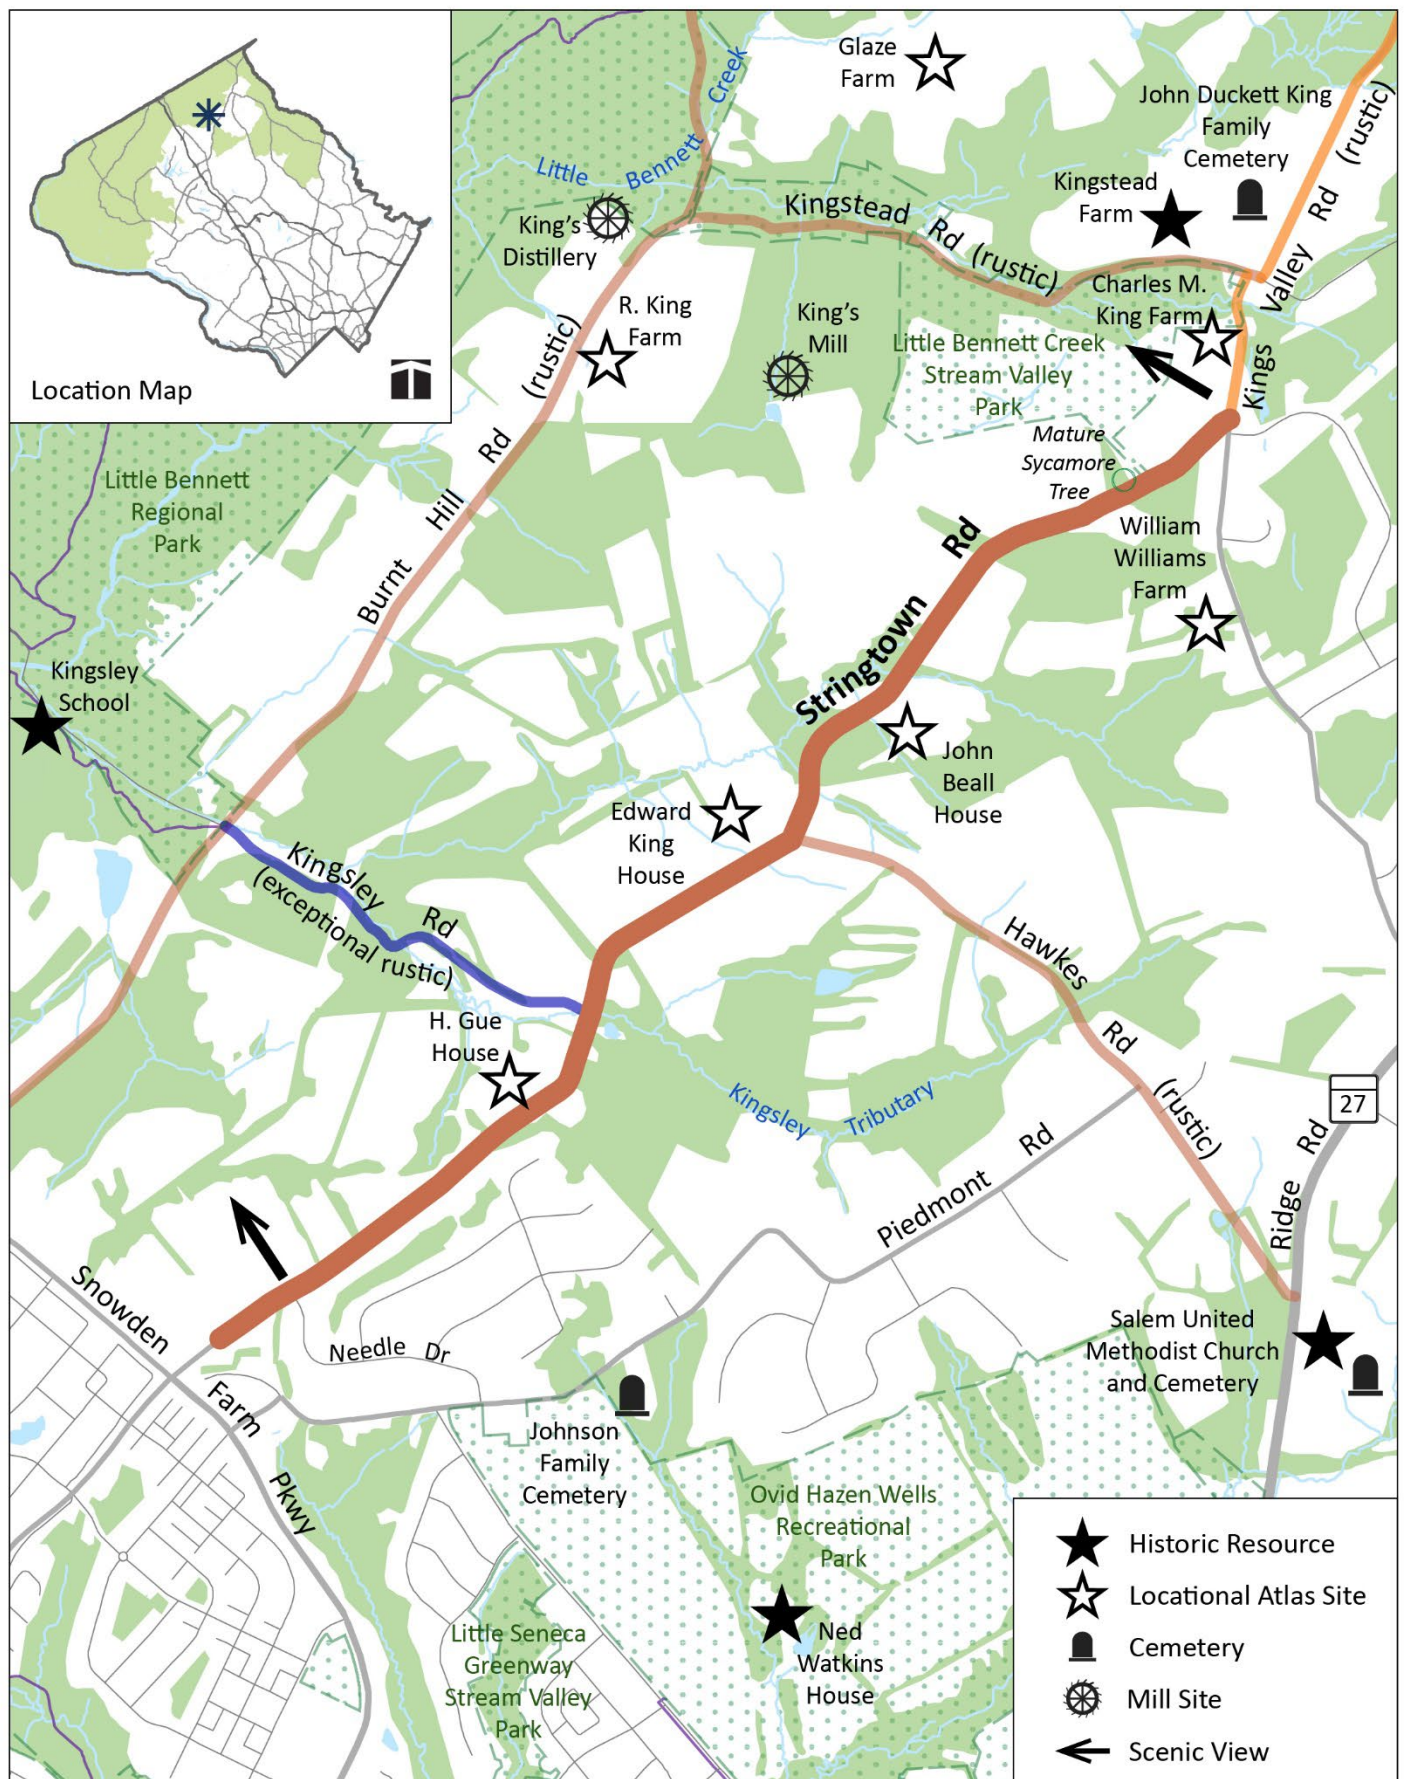 Location Map
Glaze
Farm
John Duckett King
Family
Cemetery
Kingstead
Farm
Little Bennett Creek
King's
Distillery
Kingstead Rd (rustic)
Kings Valley Rd (rustic)
Charles M.
King Farm
R. King
Farm
King's
Mill
Little Bennett Creek
Stream Valley
Park
Mature
Sycamore
Tree
Burnt Hill Rd (rustic)
Little Bennett
Regional
Park
William
Williams
Farm
Stringtown Rd
Kingsley
School
John
Beall
House
Edward
King
House
Kingsley Rd
(exceptional rustic)
Hawkes Rd (rustic)
H. Gue
House
Kingsley Tributary
27
Ridge Rd
Piedmont Rd
Snowden Farm Pkwy
Needle Dr
Salem United
Methodist Church
and Cemetery
Johnson
Family
Cemetery
Ovid Hazen Wells
Recreational
Park
Ned
Watkins
House
Little Seneca
Greenway
Stream Valley
Park
Historic Resource
Locational Atlas Site
Cemetery
Mill Site
Scenic View